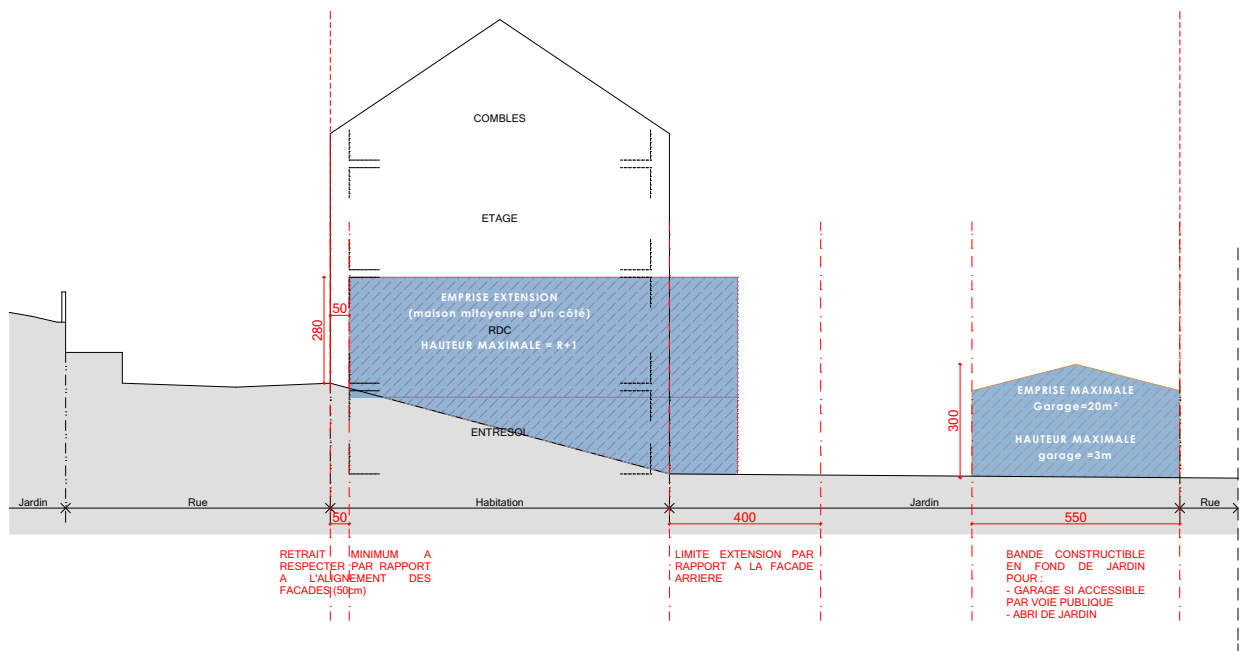 COMBLES
ETAGE
EMPRISE EXTENSION
(maison mitoyenne d'un côté)
RDC
HAUTEUR MAXIMALE = R+1
50
280
ENTRESOL
EMPRISE MAXIMALE
Garage=20m²
HAUTEUR MAXIMALE
garage =3m
300
Jardin
Rue
Habitation
Jardin
Rue
50
400
550
RETRAIT MINIMUM A
RESPECTER PAR RAPPORT
A L'ALIGNEMENT DES
FACADES (50cm)
LIMITE EXTENSION PAR
RAPPORT A LA FACADE
ARRIERE
BANDE CONSTRUCTIBLE
EN FOND DE JARDIN
POUR :
- GARAGE SI ACCESSIBLE
PAR VOIE PUBLIQUE
- ABRI DE JARDIN